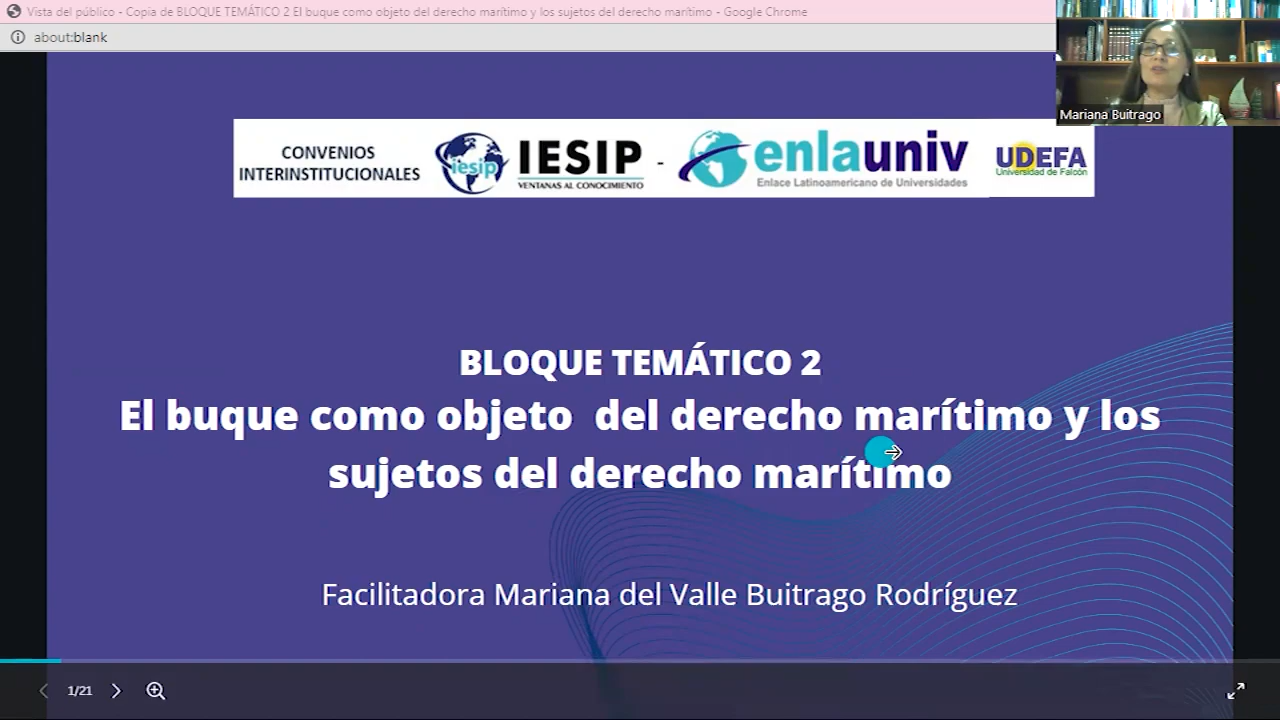 Vista del público - Copia de BLOQUE TEMÁTICO 2 El buque como objeto del derecho marítimo y los sujetos del derecho marítimo - Google Chrome
about:blank
Mariana Buitrago
CONVENIOS
INTERINSTITUCIONALES
iesip
IESIP
VENTANAS AL CONOCIMIENTO
-
enlauniv
Enlace Latinoamericano de Universidades
UDEFA
Universidad de Falcón
BLOQUE TEMÁTICO 2
El buque como objeto  del derecho marítimo y los
sujetos del derecho marítimo
Facilitadora Mariana del Valle Buitrago Rodríguez
1/21